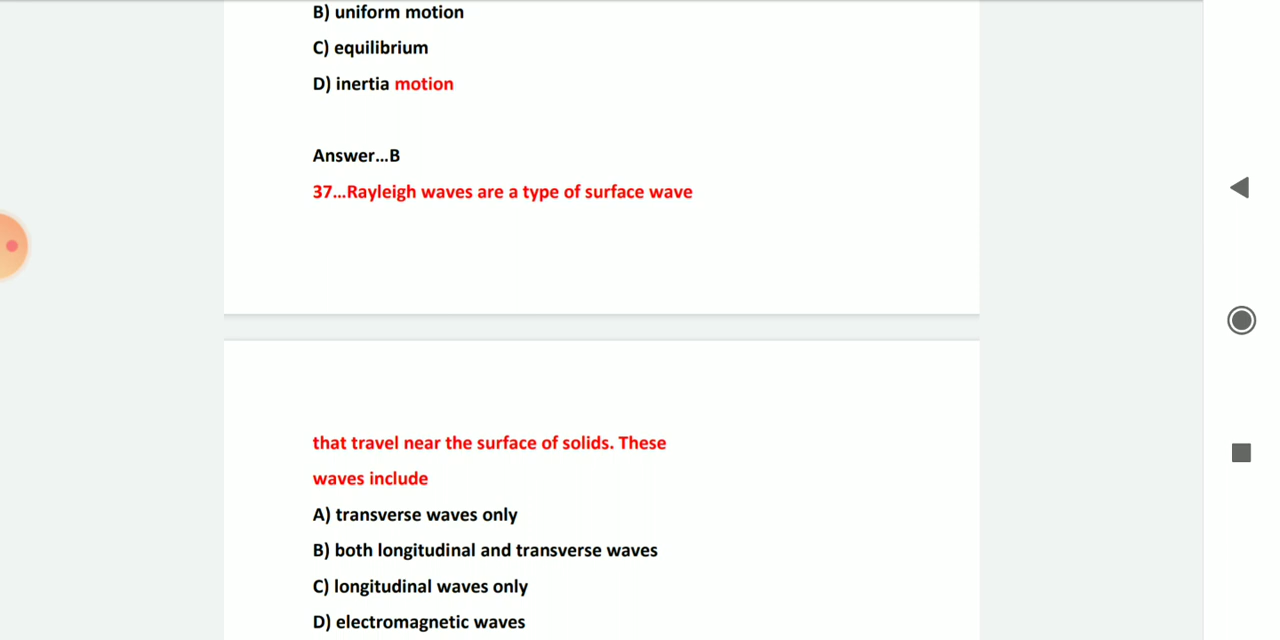 B) uniform motion
C) equilibrium
D) inertia motion
Answer...B
37...Rayleigh waves are a type of surface wave
that travel near the surface of solids. These
waves include
A) transverse waves only
B) both longitudinal and transverse waves
C) longitudinal waves only
D) electromagnetic waves